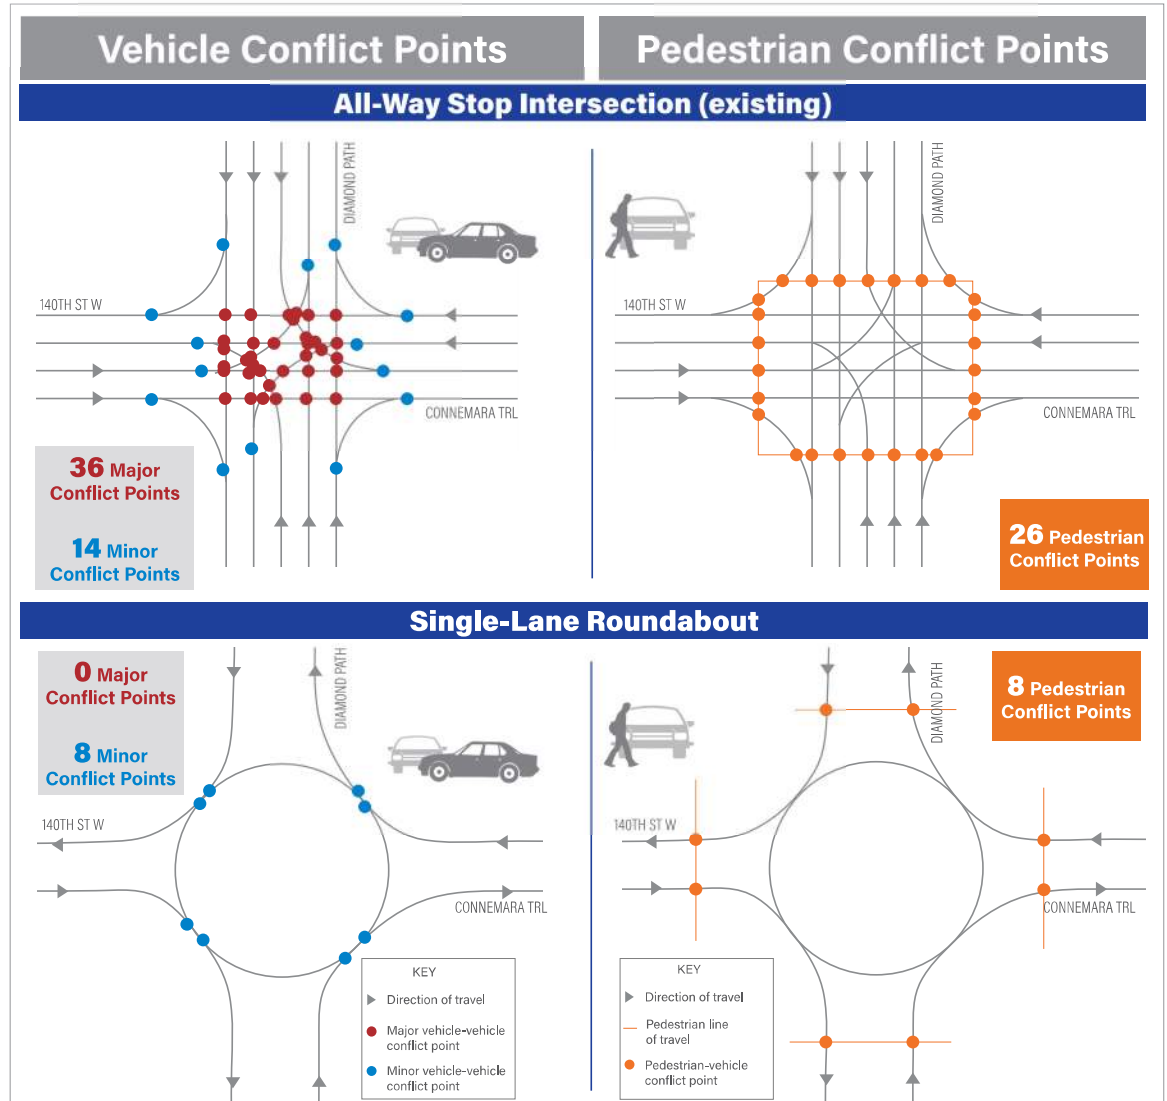 Vehicle Conflict Points
Pedestrian Conflict Points
All-Way Stop Intersection (existing)
DIAMOND PATH
140TH ST W
CONNEMARA TRL
36 Major
Conflict Points
14 Minor
Conflict Points
DIAMOND PATH
140TH ST W
CONNEMARA TRL
26 Pedestrian
Conflict Points
Single-Lane Roundabout
0 Major
Conflict Points
8 Minor
Conflict Points
DIAMOND PATH
140TH ST W
CONNEMARA TRL
KEY
Direction of travel
Major vehicle-vehicle
conflict point
Minor vehicle-vehicle
conflict point
8 Pedestrian
Conflict Points
DIAMOND PATH
140TH ST W
CONNEMARA TRL
KEY
Direction of travel
Pedestrian line
of travel
Pedestrian-vehicle
conflict point